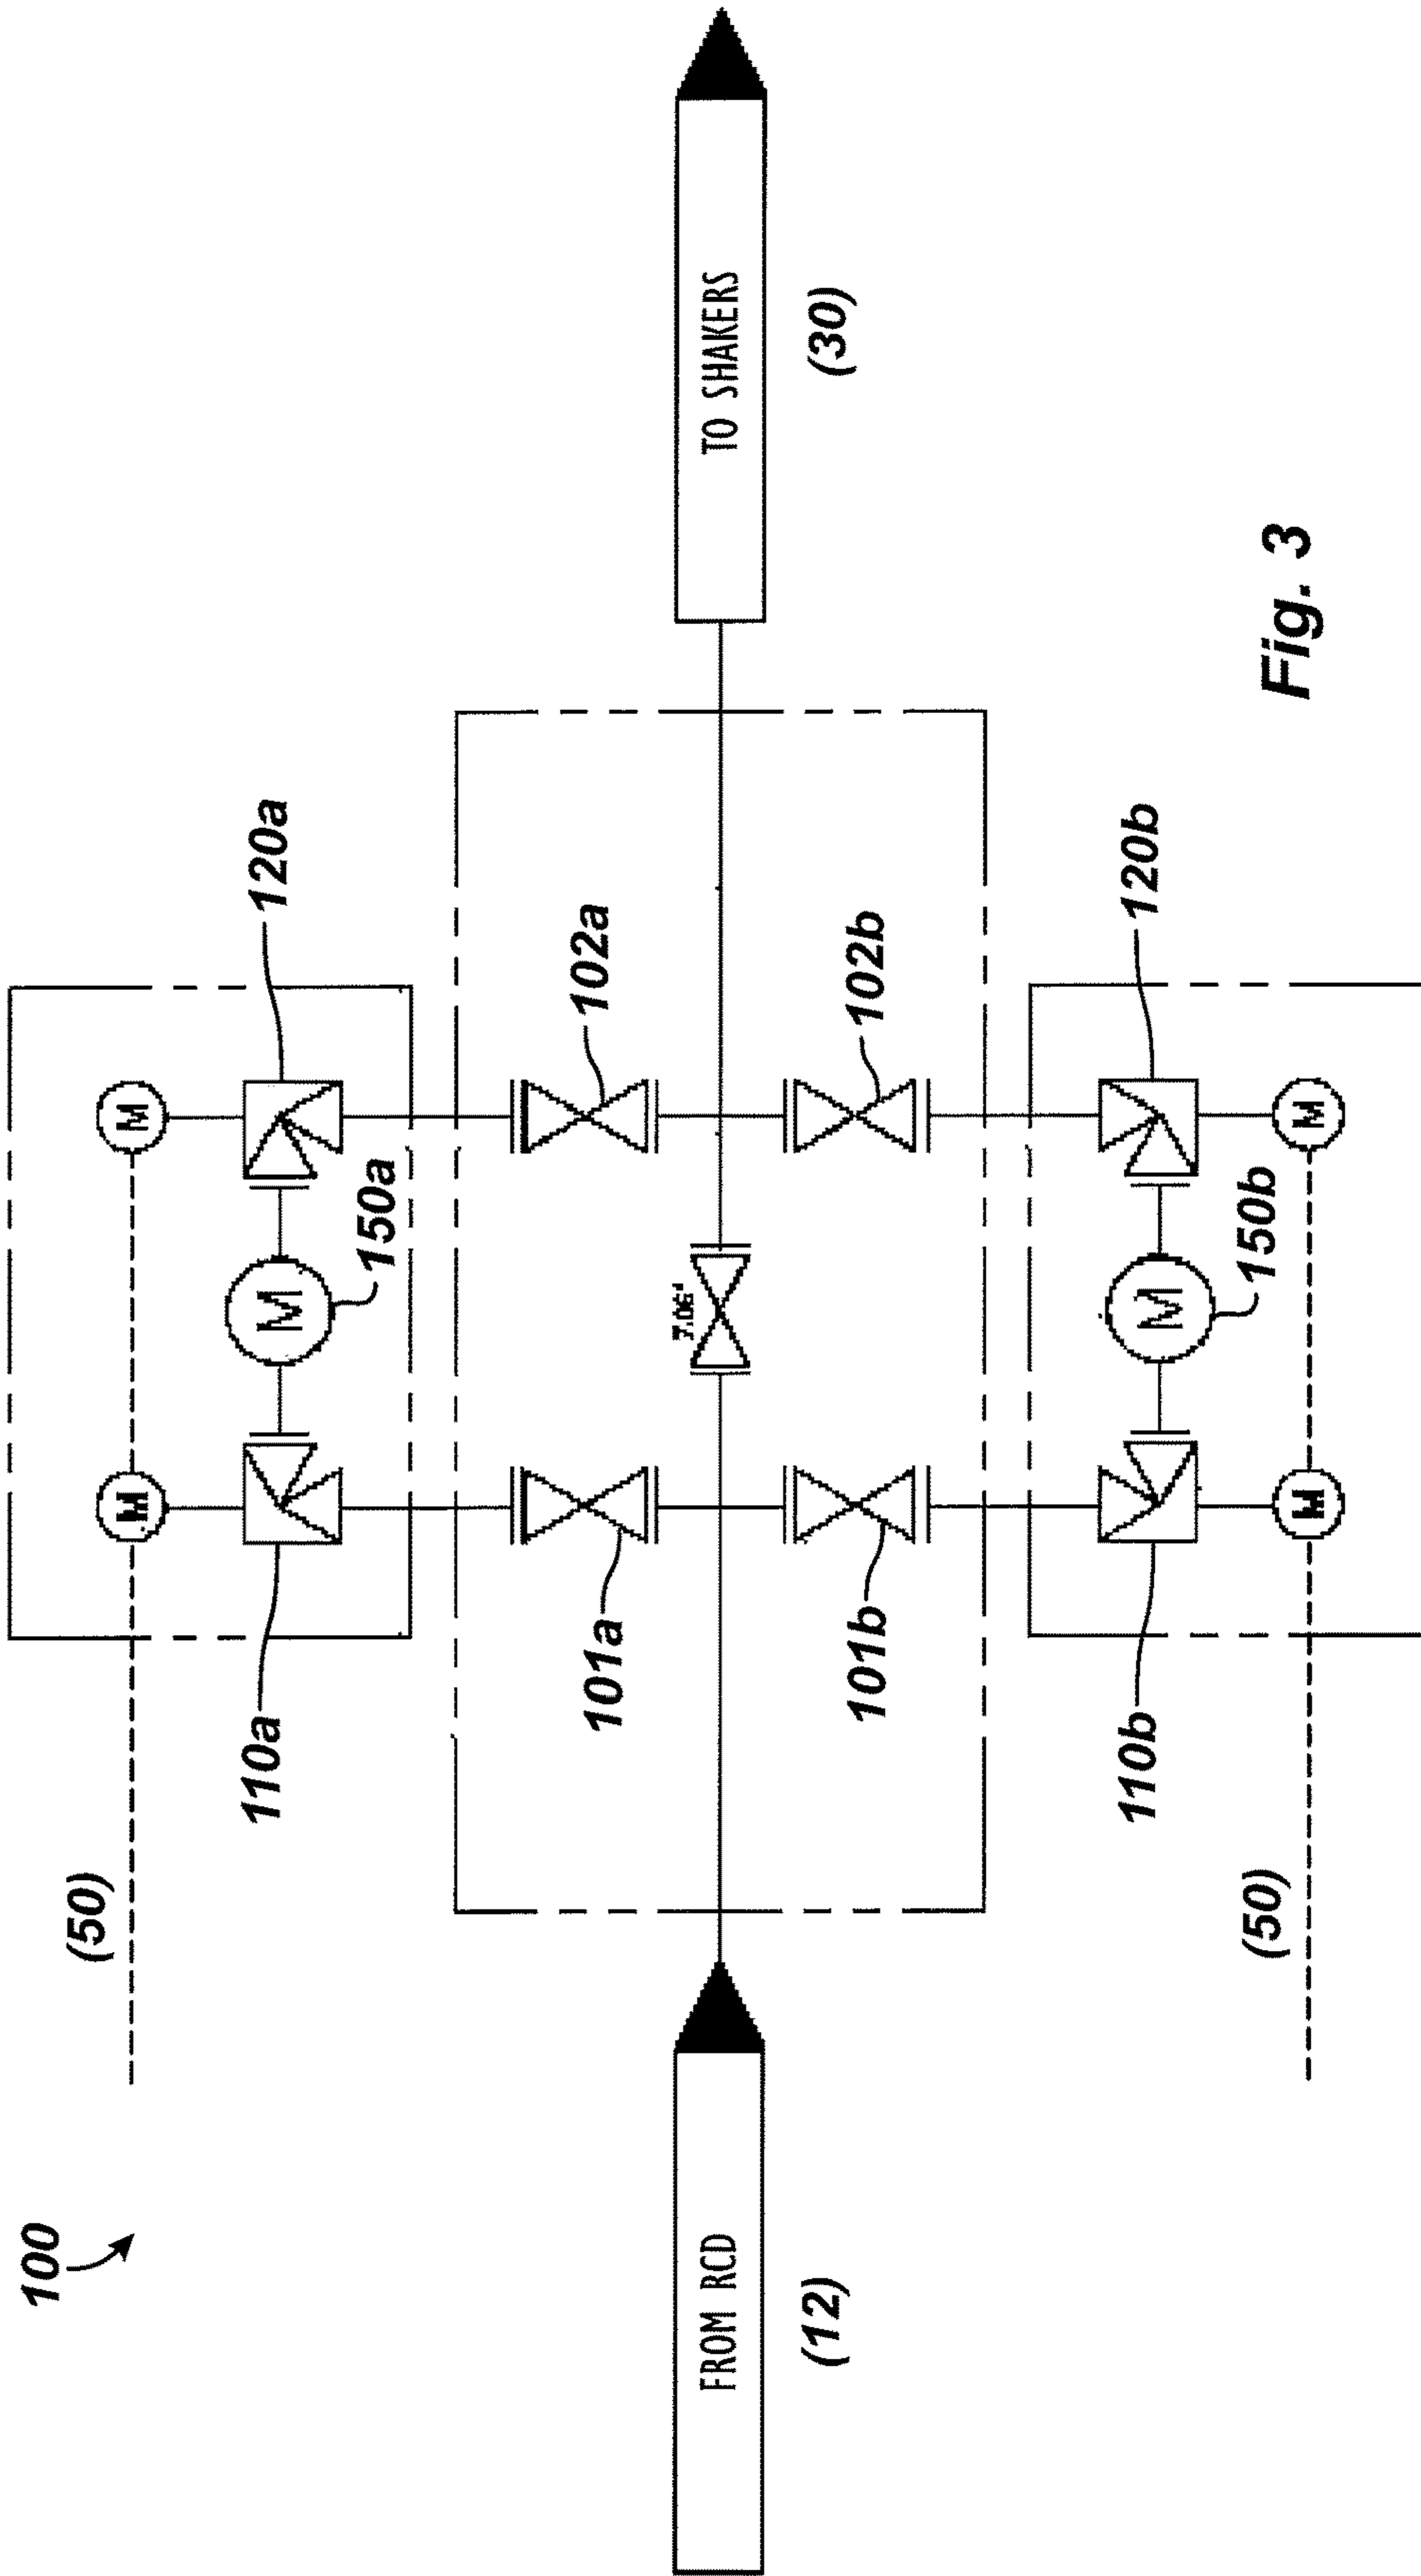 100
(50)
M
M
110a
120a
M
150a
101a
102a
FROM RCD
(12)
TO SHAKERS
(30)
101b
102b
110b
120b
M
150b
(50)
M
M
Fig. 3